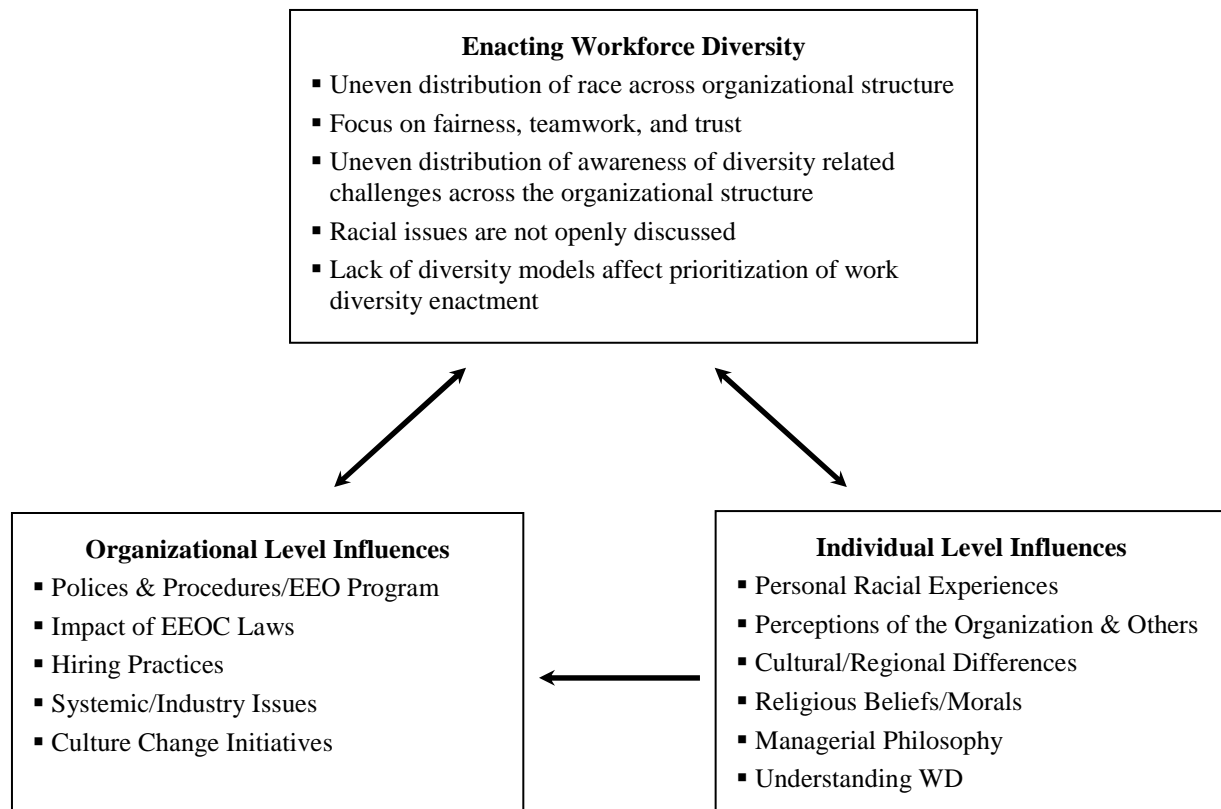 Enacting Workforce Diversity
▪ Uneven distribution of race across organizational structure
▪ Focus on fairness, teamwork, and trust
▪ Uneven distribution of awareness of diversity related
challenges across the organizational structure
▪ Racial issues are not openly discussed
▪ Lack of diversity models affect prioritization of work
diversity enactment
Organizational Level Influences
▪ Polices & Procedures/EEO Program
▪ Impact of EEOC Laws
▪ Hiring Practices
▪ Systemic/Industry Issues
▪ Culture Change Initiatives
Individual Level Influences
▪ Personal Racial Experiences
▪ Perceptions of the Organization & Others
▪ Cultural/Regional Differences
▪ Religious Beliefs/Morals
▪ Managerial Philosophy
▪ Understanding WD